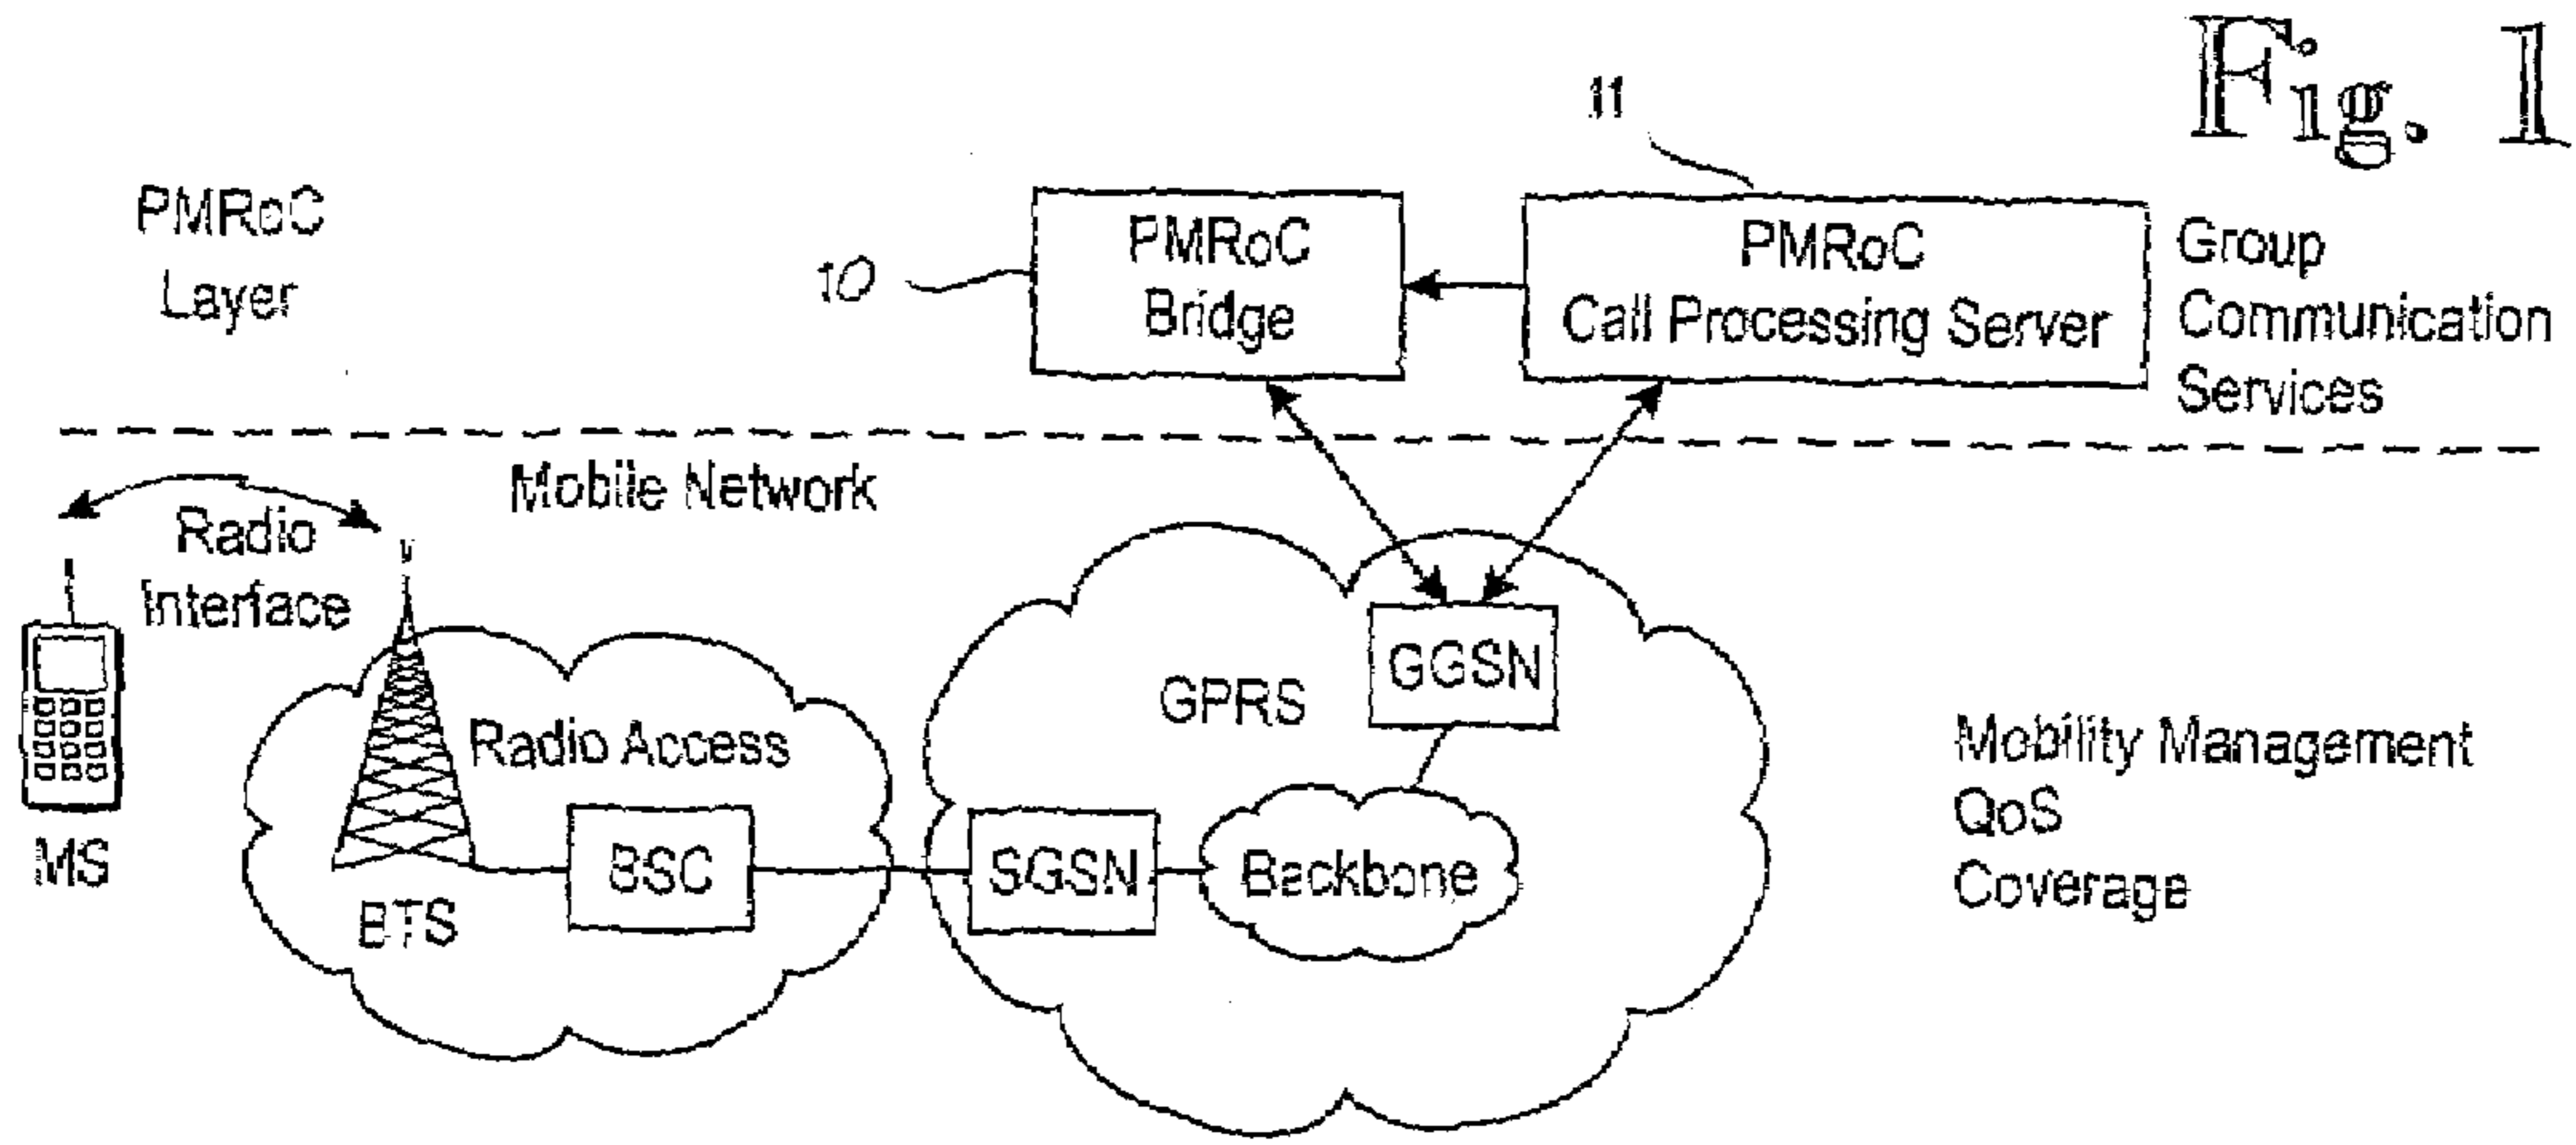 Fig. 1
11
PMRoC
Layer
10
PMRoC
Bridge
PMRoC
Call Processing Server
Group
Communication
Services
Mobile Network
Radio
Interface
MS
BTS
Radio Access
BSC
GPRS
GGSN
SGSN
Backbone
Mobility Management
QoS
Coverage